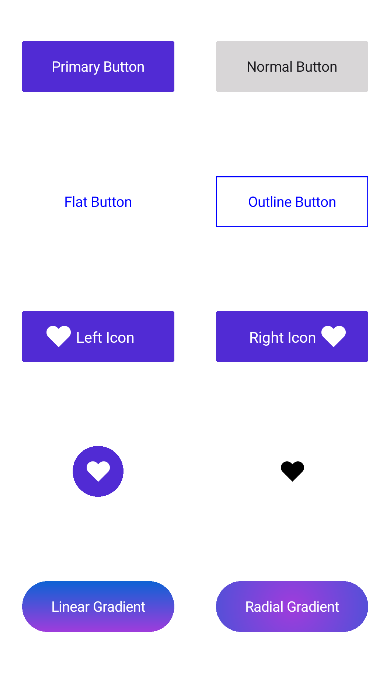 Primary Button
Normal Button
Flat Button
Outline Button
Left Icon
Right Icon
Linear Gradient
Radial Gradient